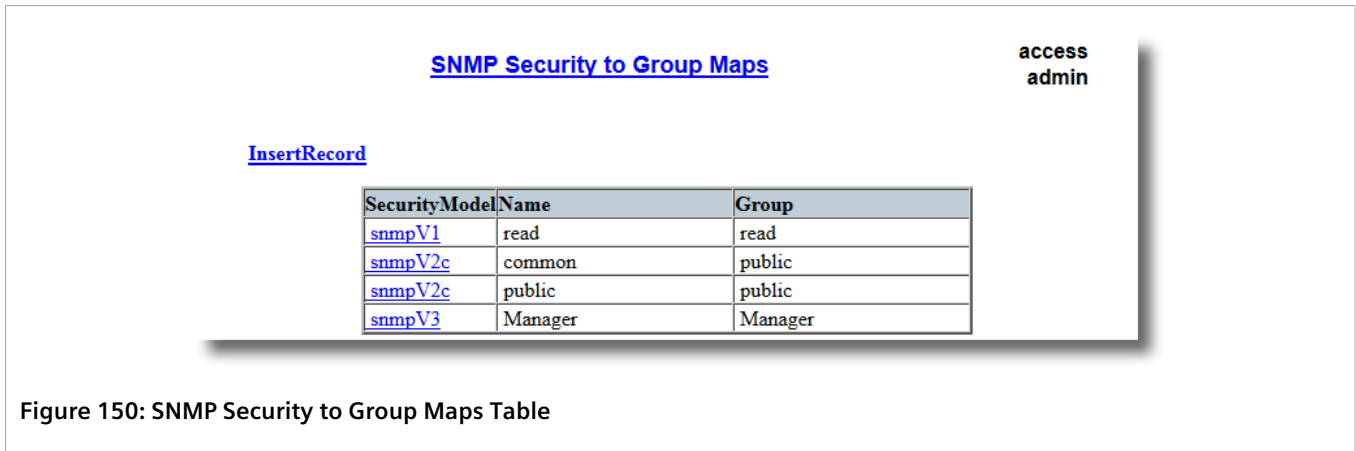 SNMP Security to Group Maps
access
admin
InsertRecord
SecurityModel Name Group
snmpV1 read read
snmpV2c common public
snmpV2c public public
snmpV3 Manager Manager
Figure 150: SNMP Security to Group Maps Table